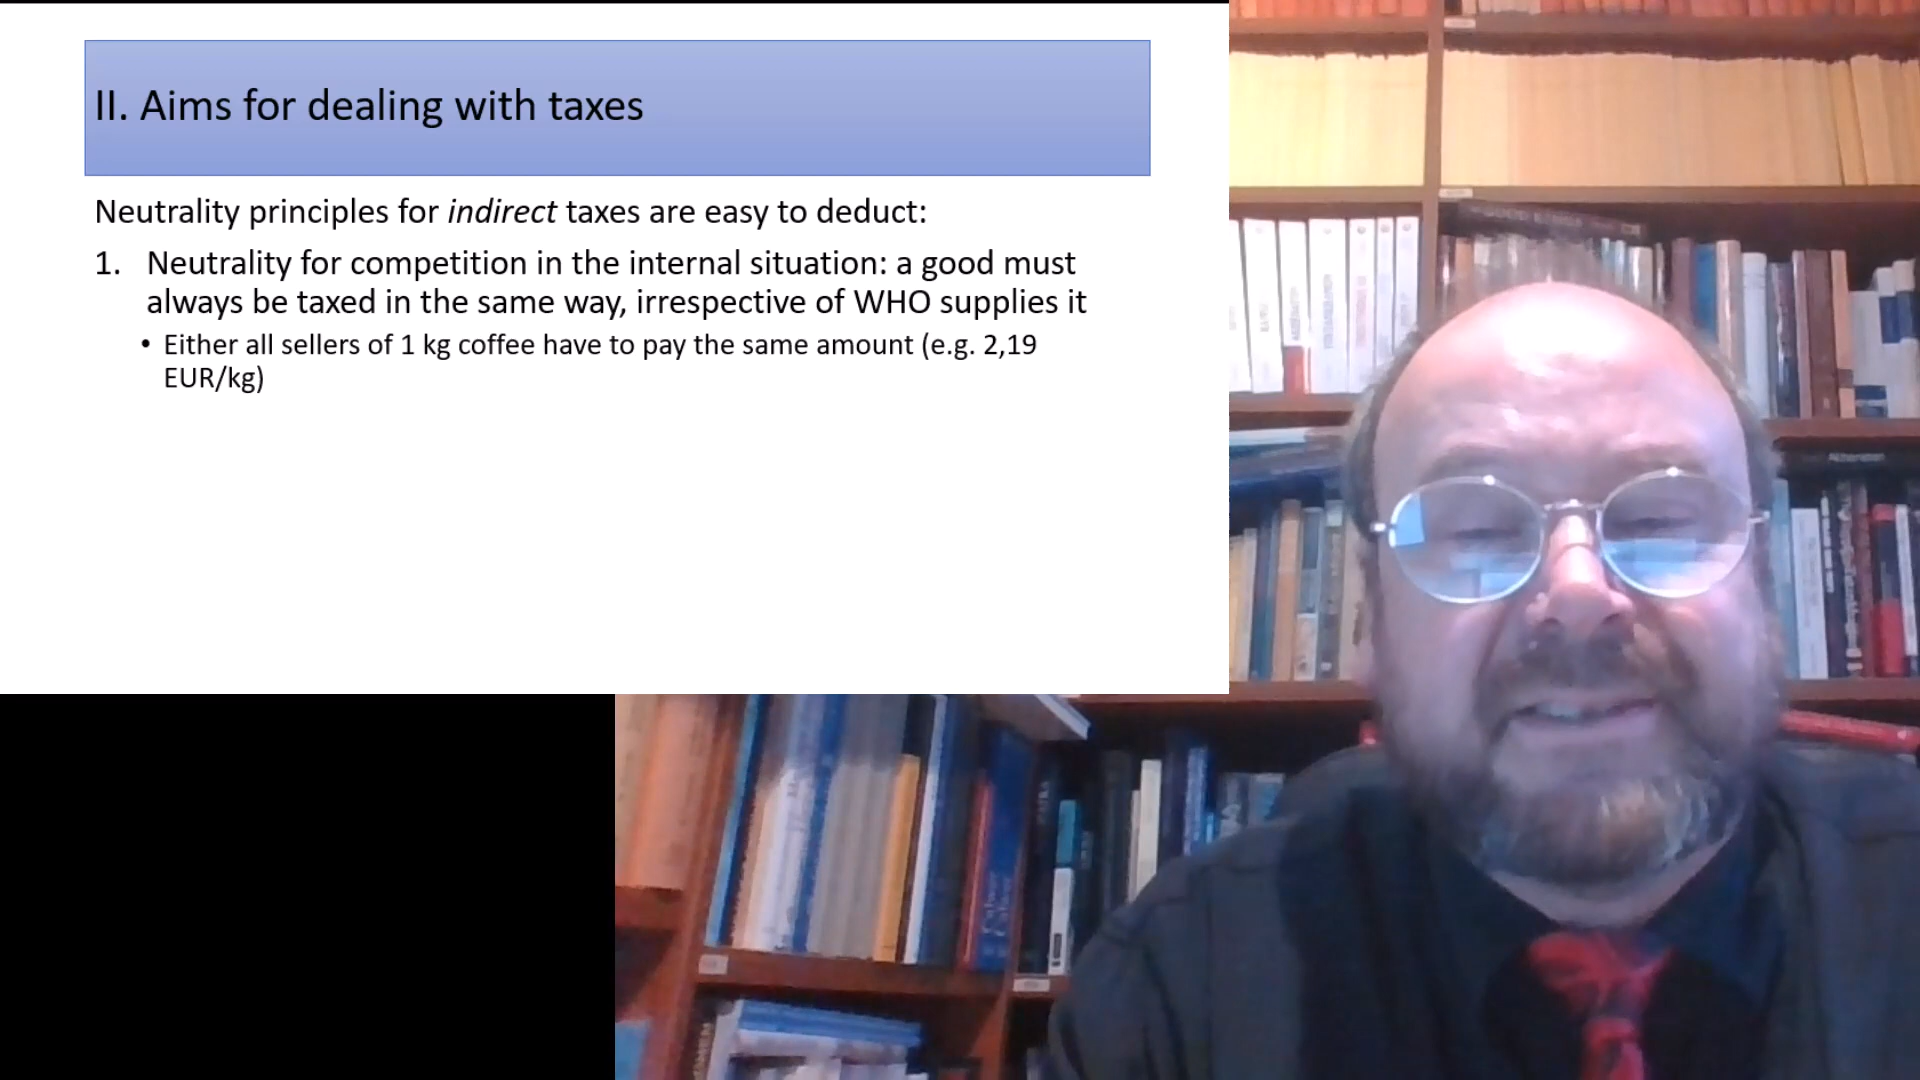 II. Aims for dealing with taxes
Neutrality principles for indirect taxes are easy to deduct:
1. Neutrality for competition in the internal situation: a good must
always be taxed in the same way, irrespective of WHO supplies it
• Either all sellers of 1 kg coffee have to pay the same amount (e.g. 2,19
EUR/kg)